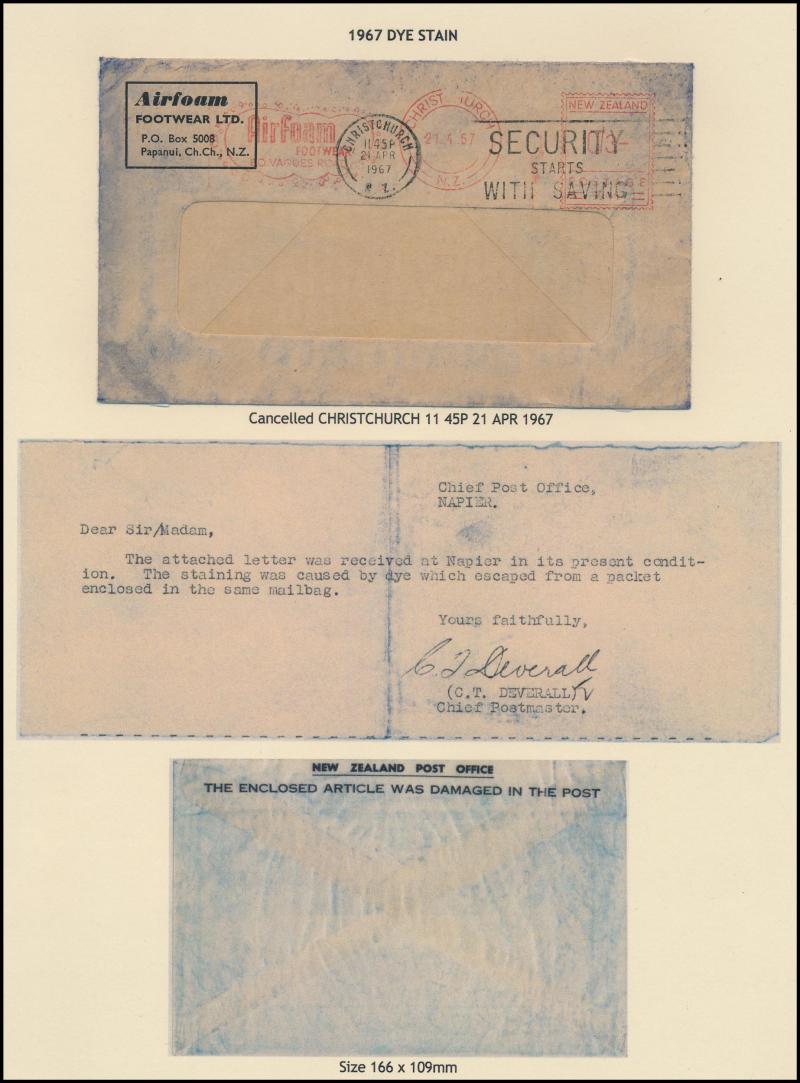 1967 DYE STAIN
Airfoam
FOOTWEAR LTD.
P.O. Box 5008
Papanui, Ch.Ch., N.Z.
Airfoam
FOOTWEAR
CHRISTCHURCH
11 45P
21 APR
1967
N.Z.
CHRISTCHURCH
21.4.67
N.Z.
SECURITY
STARTS
WITH SAVING
NEW ZEALAND
Cancelled CHRISTCHURCH 11 45P 21 APR 1967
Chief Post Office,
NAPIER.
Dear Sir/Madam,
The attached letter was received at Napier in its present condit-
ion. The staining was caused by dye which escaped from a packet
enclosed in the same mailbag.
Yours faithfully,
C. T Deverall
(C.T. DEVERALL)
Chief Postmaster.
NEW ZEALAND POST OFFICE
THE ENCLOSED ARTICLE WAS DAMAGED IN THE POST
Size 166 x 109mm